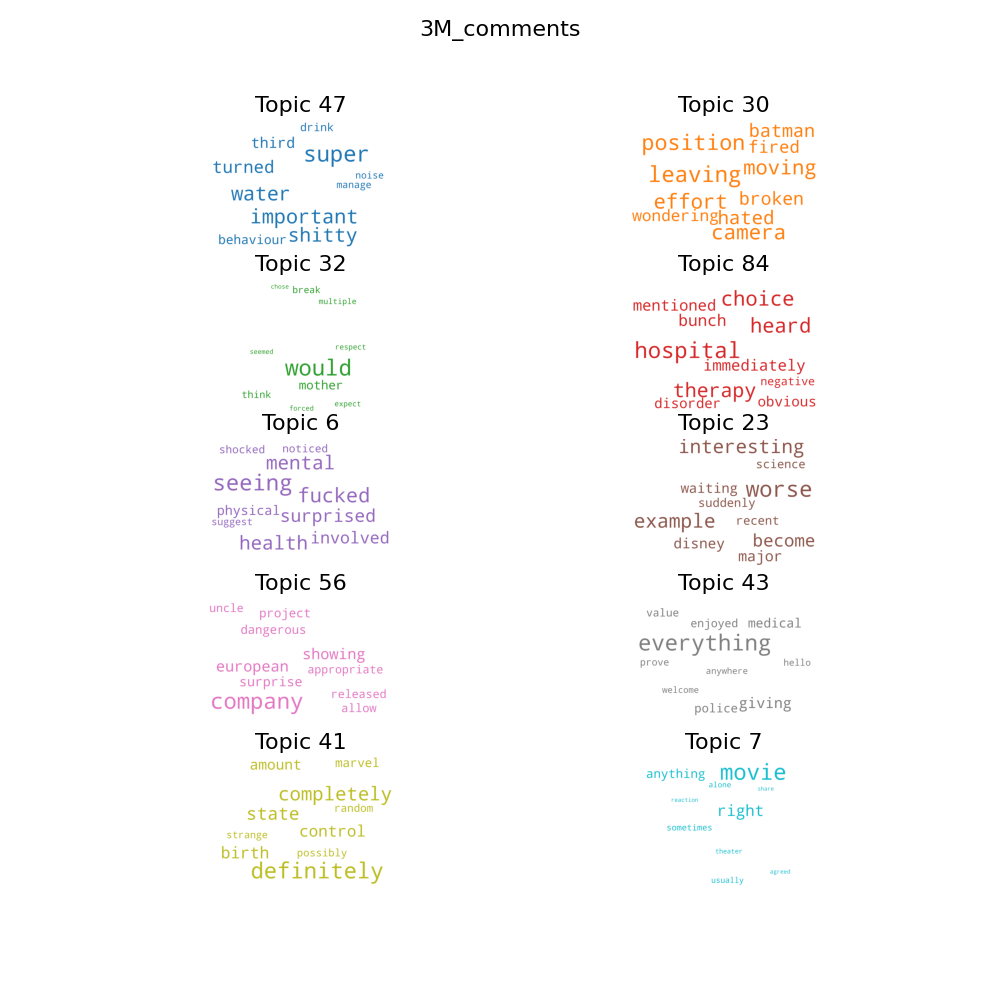 3M_comments
Topic 47
drink
third
super
turned
noise
manage
water
important
shitty
behaviour
Topic 30
batman
position
fired
moving
leaving
effort
broken
wondering
hated
camera
Topic 32
chose
break
multiple
respect
seemed
would
mother
think
expect
forced
Topic 84
choice
mentioned
bunch
heard
hospital
immediately
negative
therapy
obvious
disorder
Topic 6
shocked
noticed
mental
seeing
fucked
physical
surprised
suggest
health
involved
Topic 23
interesting
science
waiting
worse
suddenly
example
recent
disney
become
major
Topic 56
uncle
project
dangerous
showing
european
appropriate
surprise
company
released
allow
Topic 43
value
enjoyed
medical
everything
prove
hello
anywhere
welcome
police
giving
Topic 41
amount
marvel
completely
state
random
strange
control
birth
possibly
definitely
Topic 7
anything
movie
alone
share
reaction
right
sometimes
theater
agreed
usually